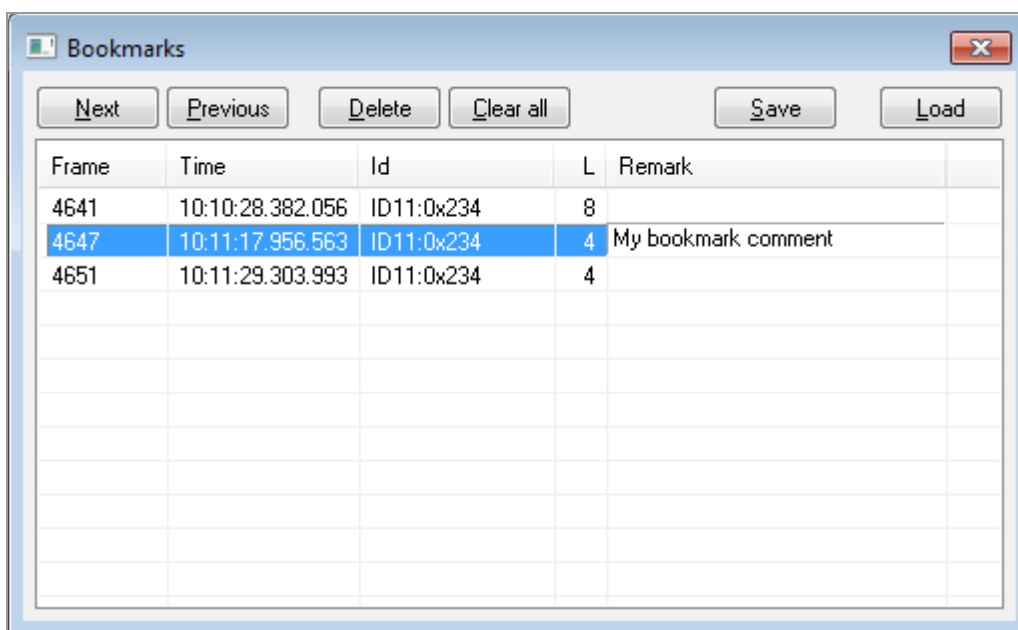 Bookmarks
Next Previous Delete Clear all Save Load
Frame Time Id L Remark
4641 10:10:28.382.056 ID11:0x234 8
4647 10:11:17.956.563 ID11:0x234 4 My bookmark comment
4651 10:11:29.303.993 ID11:0x234 4